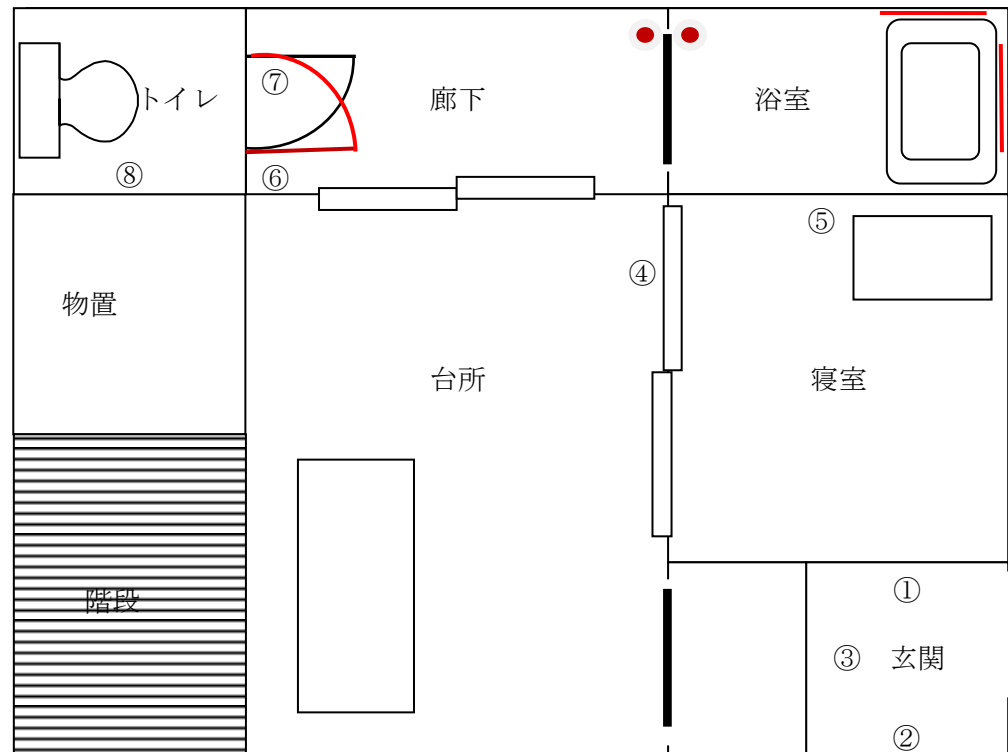 トイレ
⑦
廊下
浴室
⑧
⑥
⑤
④
物置
台所
寝室
階段
①
③ 玄関
②